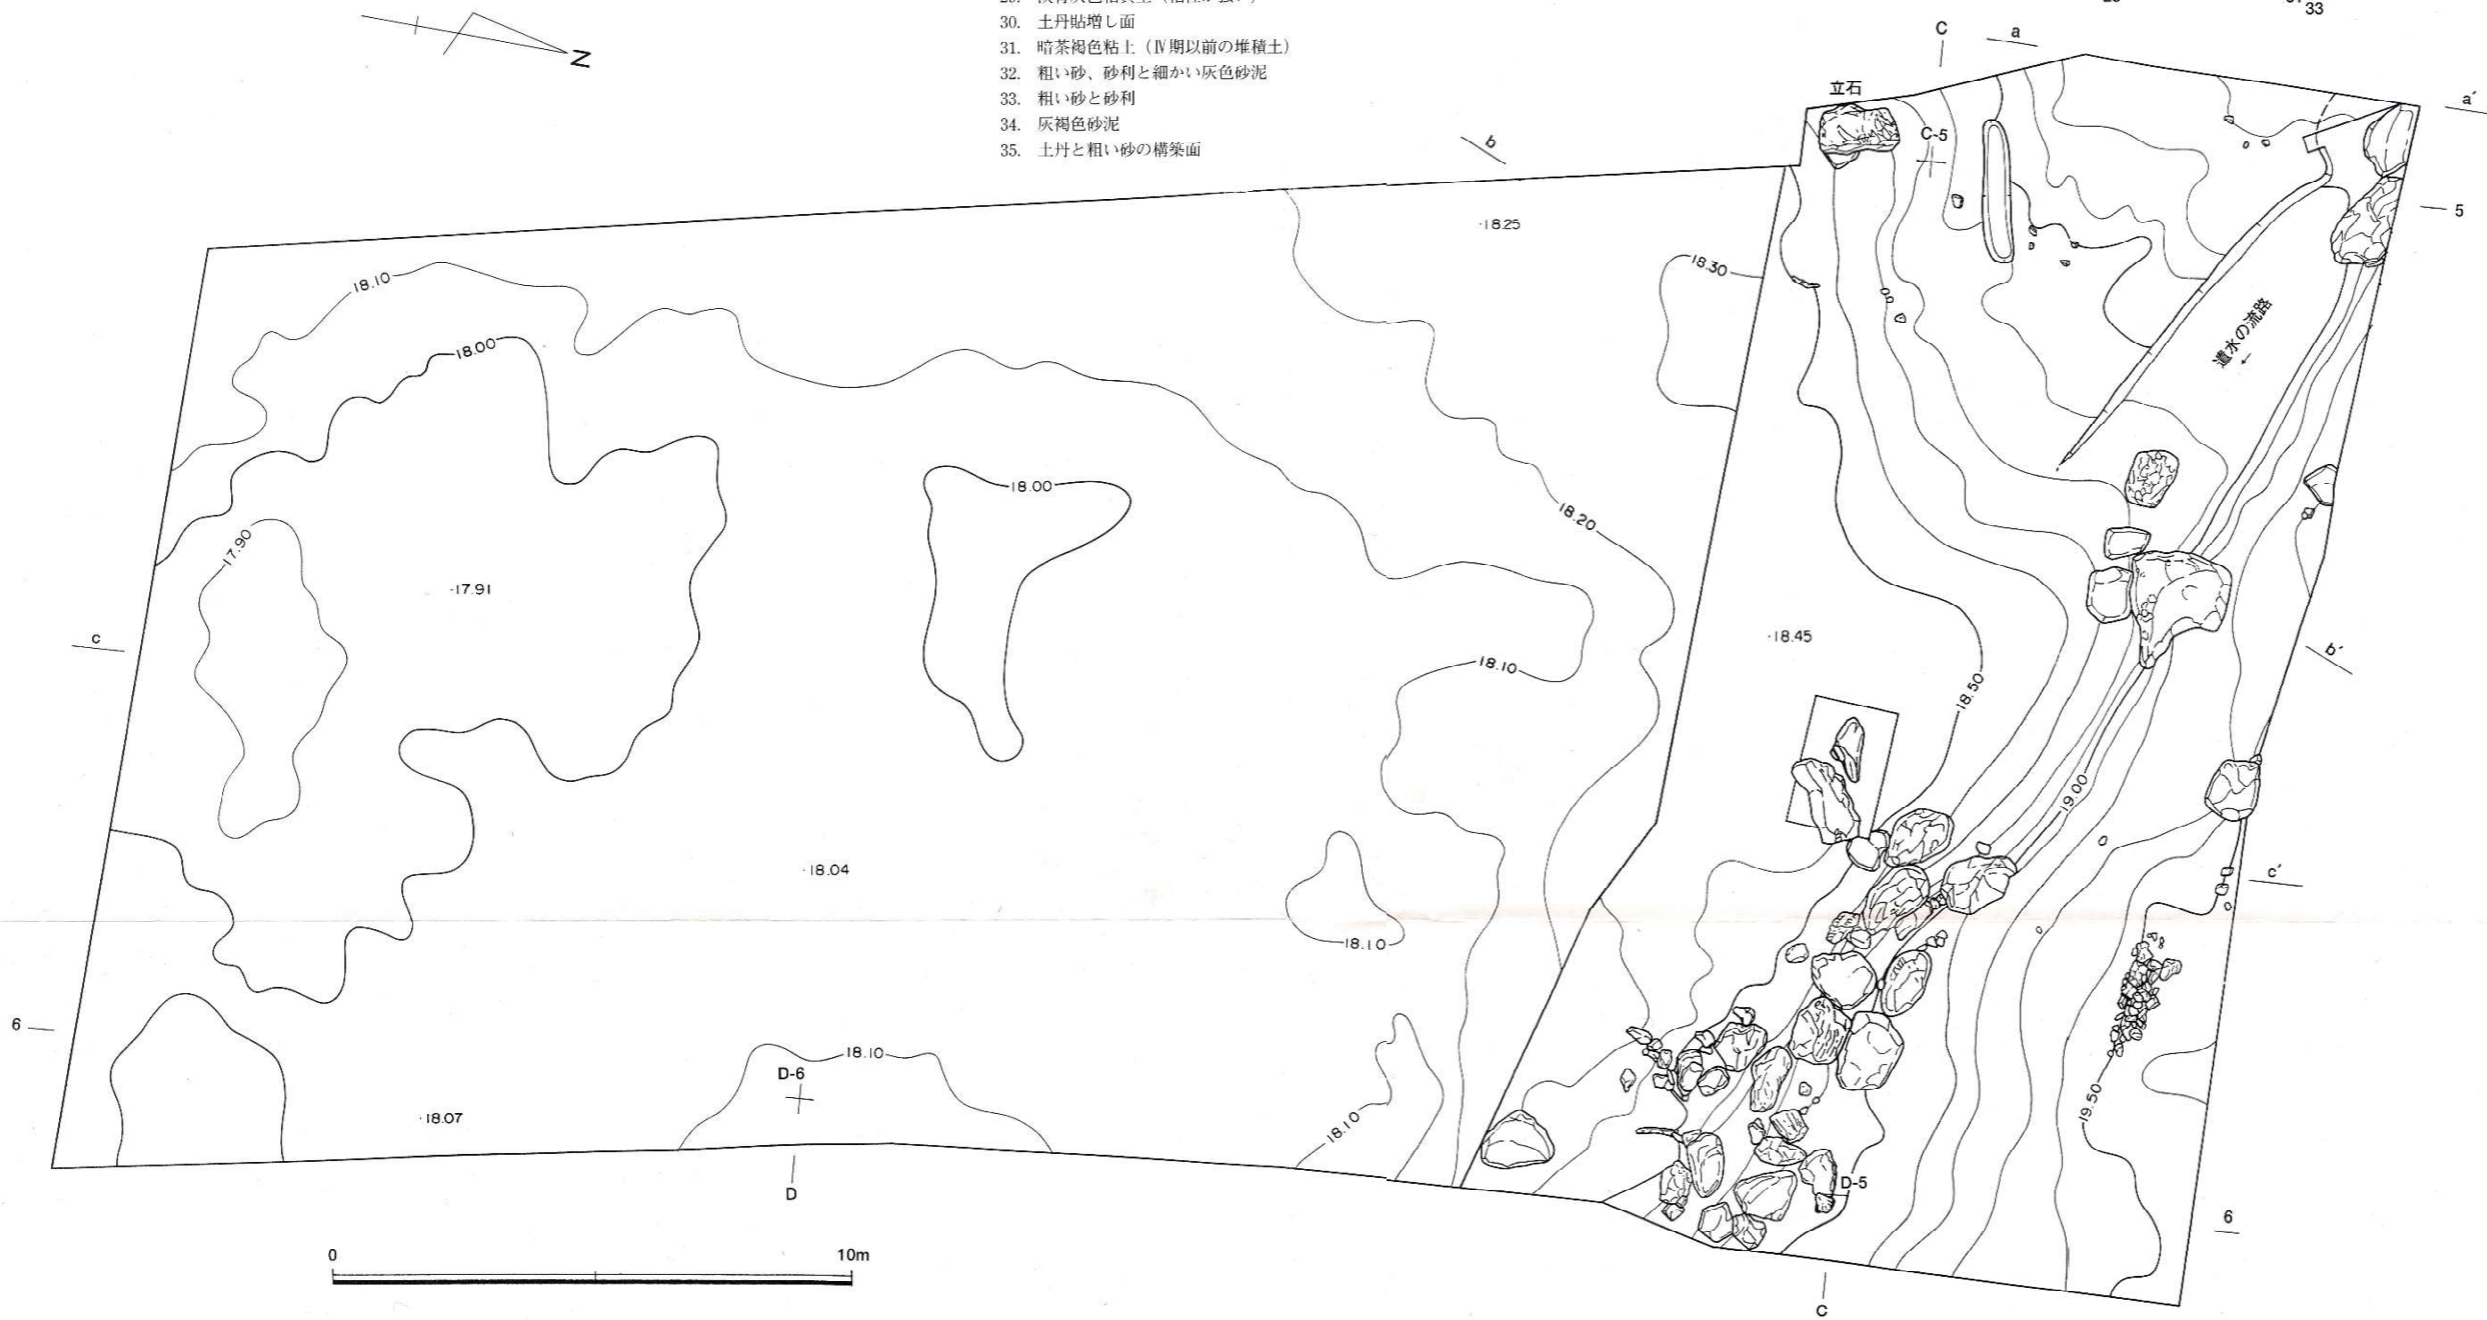 30. 土丹貼増し面
31. 暗茶褐色粘土（Ⅳ期以前の堆積土）
32. 粗い砂、砂利と細かい灰色砂泥
33. 粗い砂と砂利
34. 灰褐色砂泥
35. 土丹と粗い砂の構築面
N
33
C
a
a′
立石
C-5
b
5
18.25
18.30
18.10
18.00
遣水の流路
←
18.00
18.20
17.90
17.91
c
18.45
18.10
b′
18.50
19.00
18.04
c′
18.10
6
18.10
D-6
18.07
18.10
19.50
D
D-5
6
0 10m
C